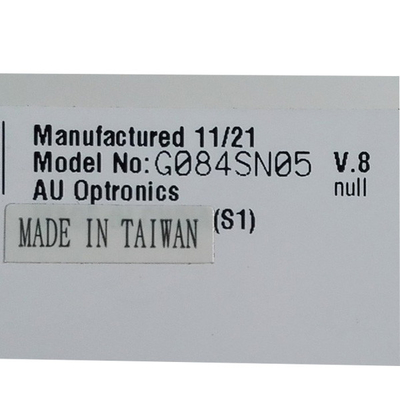 Manufactured 11/21
Model No: G084SN05 V.8
AU Optronics null
MADE IN TAIWAN (S1)